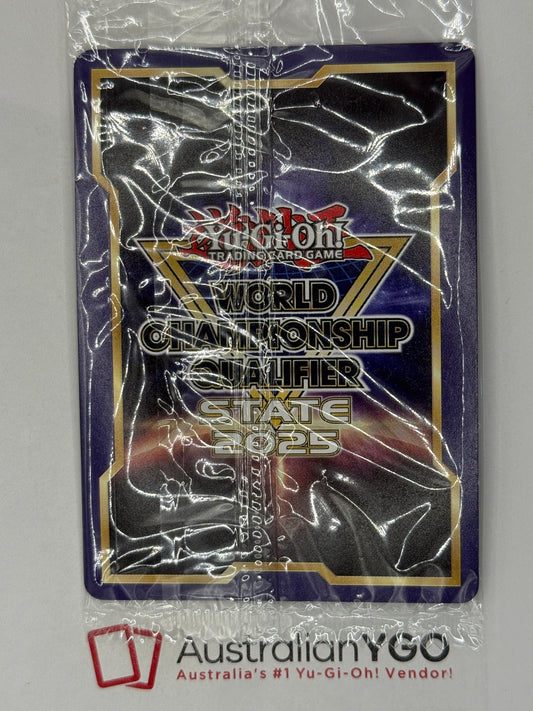 Yu-Gi-Oh!
TRADING CARD GAME
WORLD
CHAMPIONSHIP
QUALIFIER
STATE
2025
AustralianYGO
Australia's #1 Yu-Gi-Oh! Vendor!